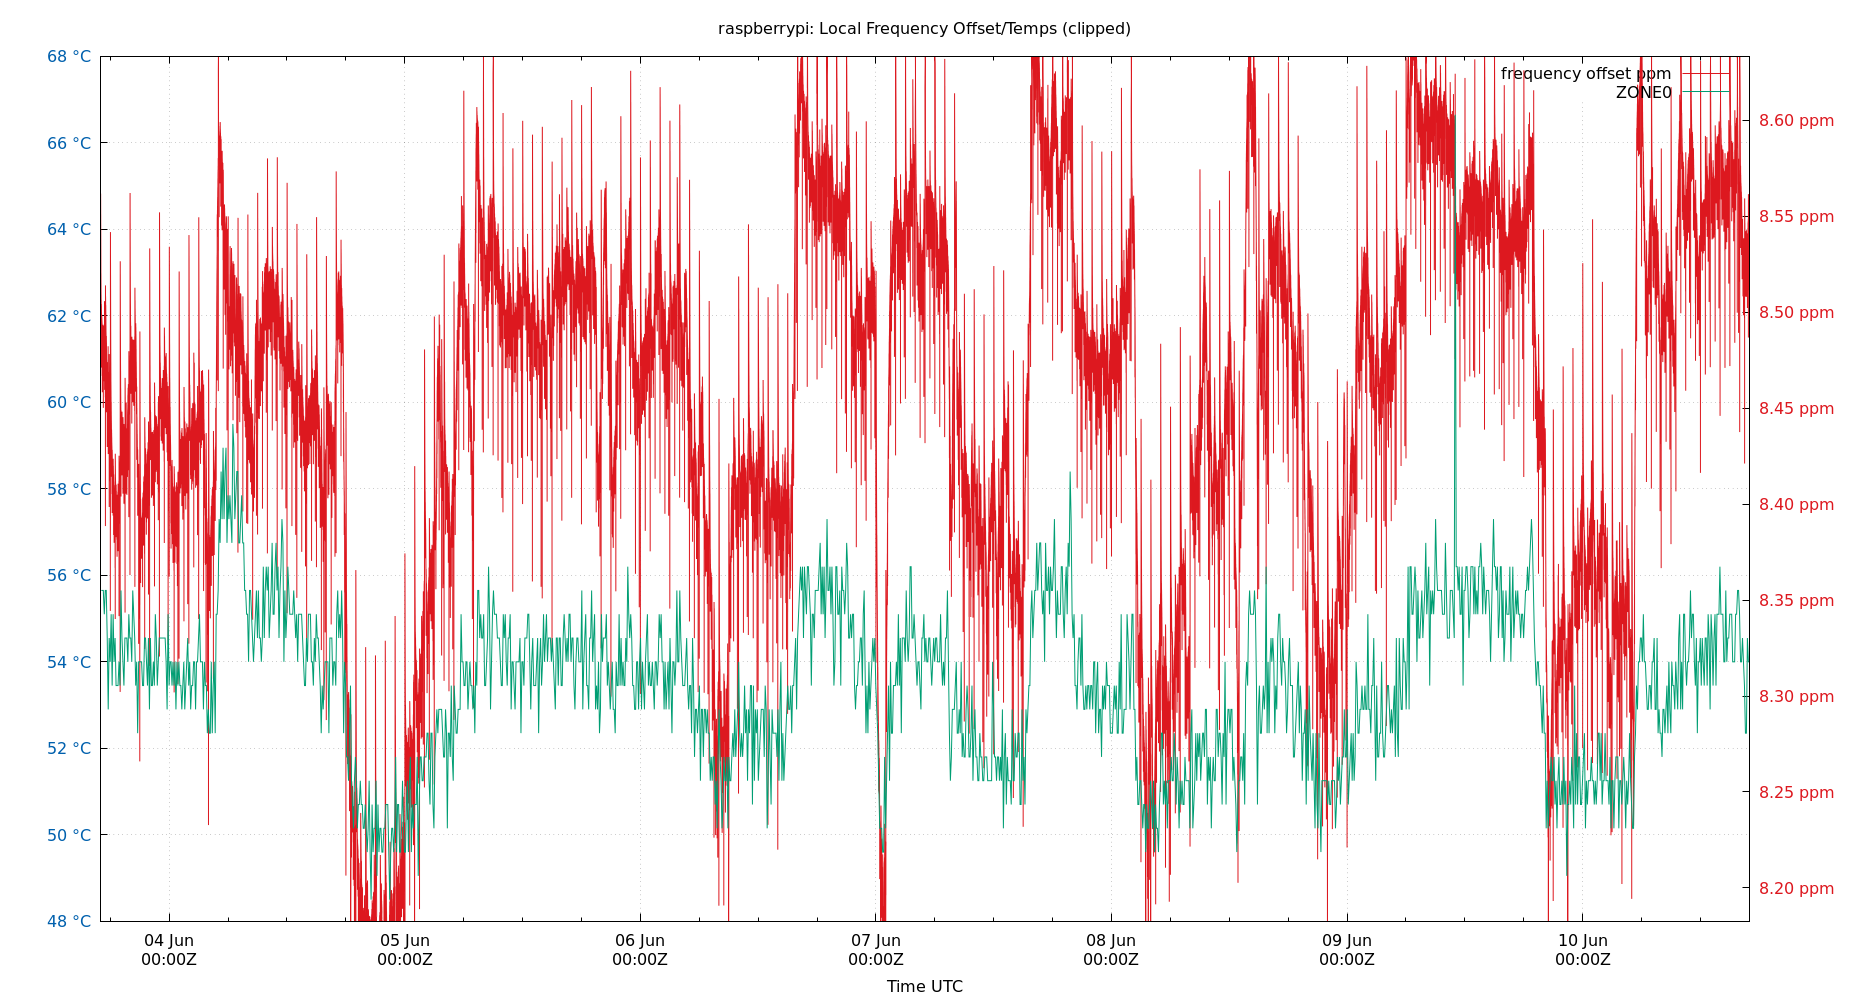 raspberrypi: Local Frequency Offset/Temps (clipped)
68 °C
66 °C
64 °C
62 °C
60 °C
58 °C
56 °C
54 °C
52 °C
50 °C
48 °C
frequency offset ppm
ZONE0
8.60 ppm
8.55 ppm
8.50 ppm
8.45 ppm
8.40 ppm
8.35 ppm
8.30 ppm
8.25 ppm
8.20 ppm
04 Jun 05 Jun 06 Jun 07 Jun 08 Jun 09 Jun 10 Jun
00:00Z 00:00Z 00:00Z 00:00Z 00:00Z 00:00Z 00:00Z
Time UTC